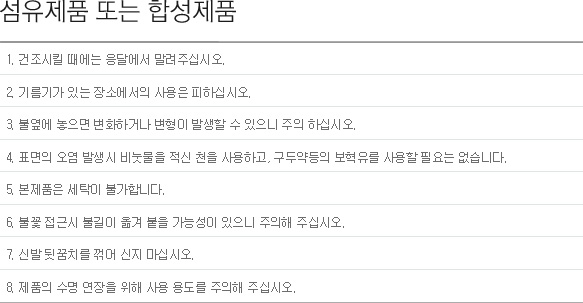 섬유제품 또는 합성제품
1. 건조시킬 때에는 응달에서 말려주십시오.
2. 기름기가 있는 장소에서의 사용은 피하십시오.
3. 불옆에 놓으면 변화하거나 변형이 발생할 수 있으니 주의 하십시오.
4. 표면의 오염 발생시 비눗물을 적신 천을 사용하고, 구두약등의 보혁유를 사용할 필요는 없습니다.
5. 본제품은 세탁이 불가합니다.
6. 불꽃 접근시 불길이 옮겨 붙을 가능성이 있으니 주의해 주십시오.
7. 신발 뒷꿈치를 꺾어 신지 마십시오.
8. 제품의 수명 연장을 위해 사용 용도를 주의해 주십시오.